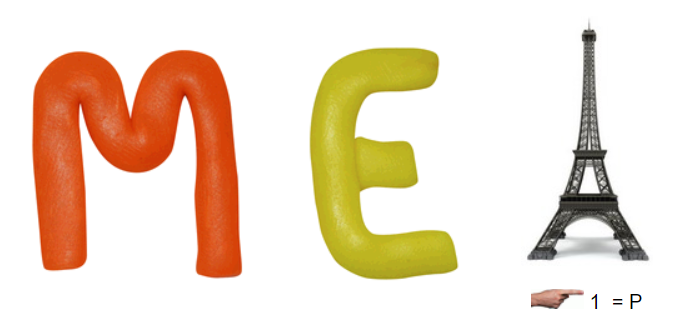 M E
1 = P